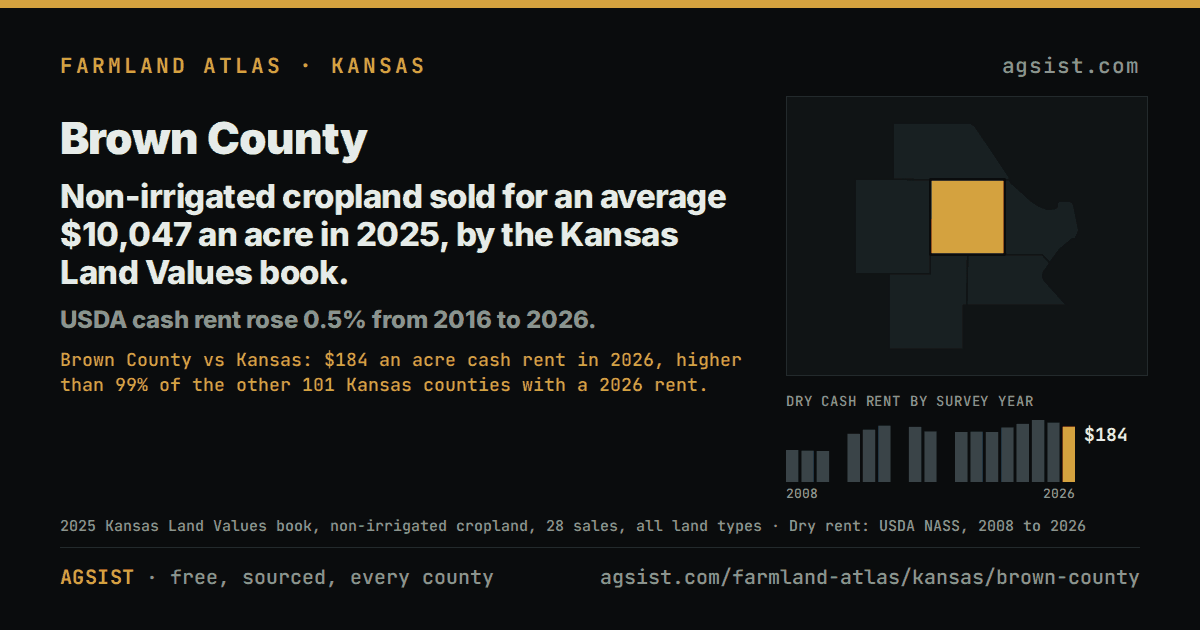 FARMLAND ATLAS · KANSAS
agsist.com
Brown County
Non-irrigated cropland sold for an average
$10,047 an acre in 2025, by the Kansas
Land Values book.
USDA cash rent rose 0.5% from 2016 to 2026.
Brown County vs Kansas: $184 an acre cash rent in 2026, higher
than 99% of the other 101 Kansas counties with a 2026 rent.
DRY CASH RENT BY SURVEY YEAR
$184
2008
2026
2025 Kansas Land Values book, non-irrigated cropland, 28 sales, all land types · Dry rent: USDA NASS, 2008 to 2026
AGSIST · free, sourced, every county
agsist.com/farmland-atlas/kansas/brown-county